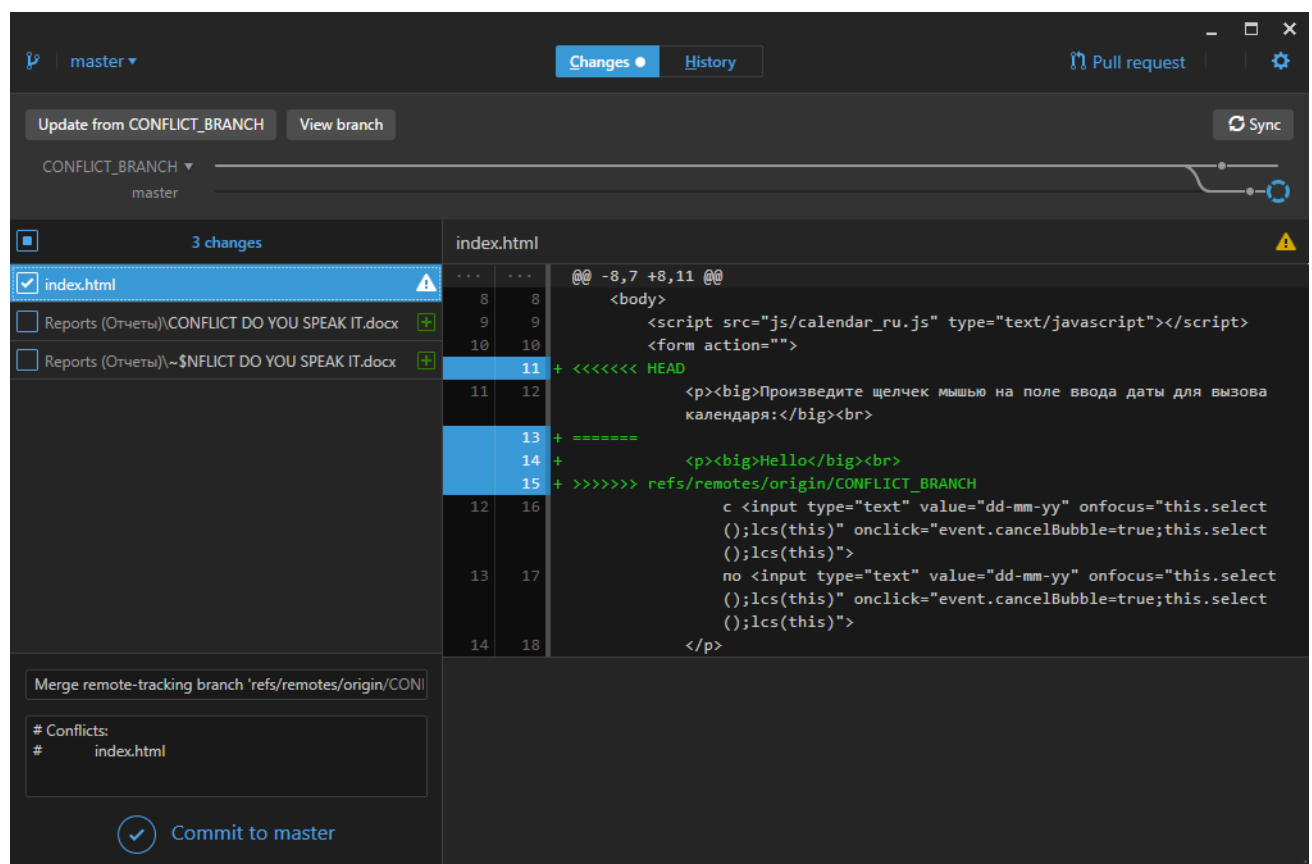 master
Changes
History
Pull request
Update from CONFLICT_BRANCH
View branch
Sync
CONFLICT_BRANCH
master
3 changes
index.html
Reports (Отчеты)\CONFLICT DO YOU SPEAK IT.docx
Reports (Отчеты)\~$NFLICT DO YOU SPEAK IT.docx
Merge remote-tracking branch 'refs/remotes/origin/CONI
# Conflicts:
# index.html
Commit to master
index.html
... ... @@ -8,7 +8,11 @@
8 8 <body>
9 9 <script src="js/calendar_ru.js" type="text/javascript"></script>
10 10 <form action="">
11 + <<<<<<< HEAD
11 12 <p><big>Произведите щелчек мышью на поле ввода даты для вызова
календаря:</big><br>
13 + =======
14 + <p><big>Hello</big><br>
15 + >>>>>>> refs/remotes/origin/CONFLICT_BRANCH
12 16 с <input type="text" value="dd-mm-yy" onfocus="this.select
();lcs(this)" onclick="event.cancelBubble=true;this.select
();lcs(this)">
13 17 по <input type="text" value="dd-mm-yy" onfocus="this.select
();lcs(this)" onclick="event.cancelBubble=true;this.select
();lcs(this)">
14 18 </p>